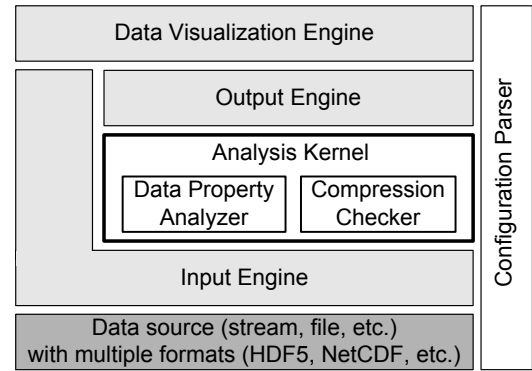 Data Visualization Engine
Output Engine
Analysis Kernel
Data Property
Analyzer
Compression
Checker
Input Engine
Data source (stream, file, etc.)
with multiple formats (HDF5, NetCDF, etc.)
Configuration Parser